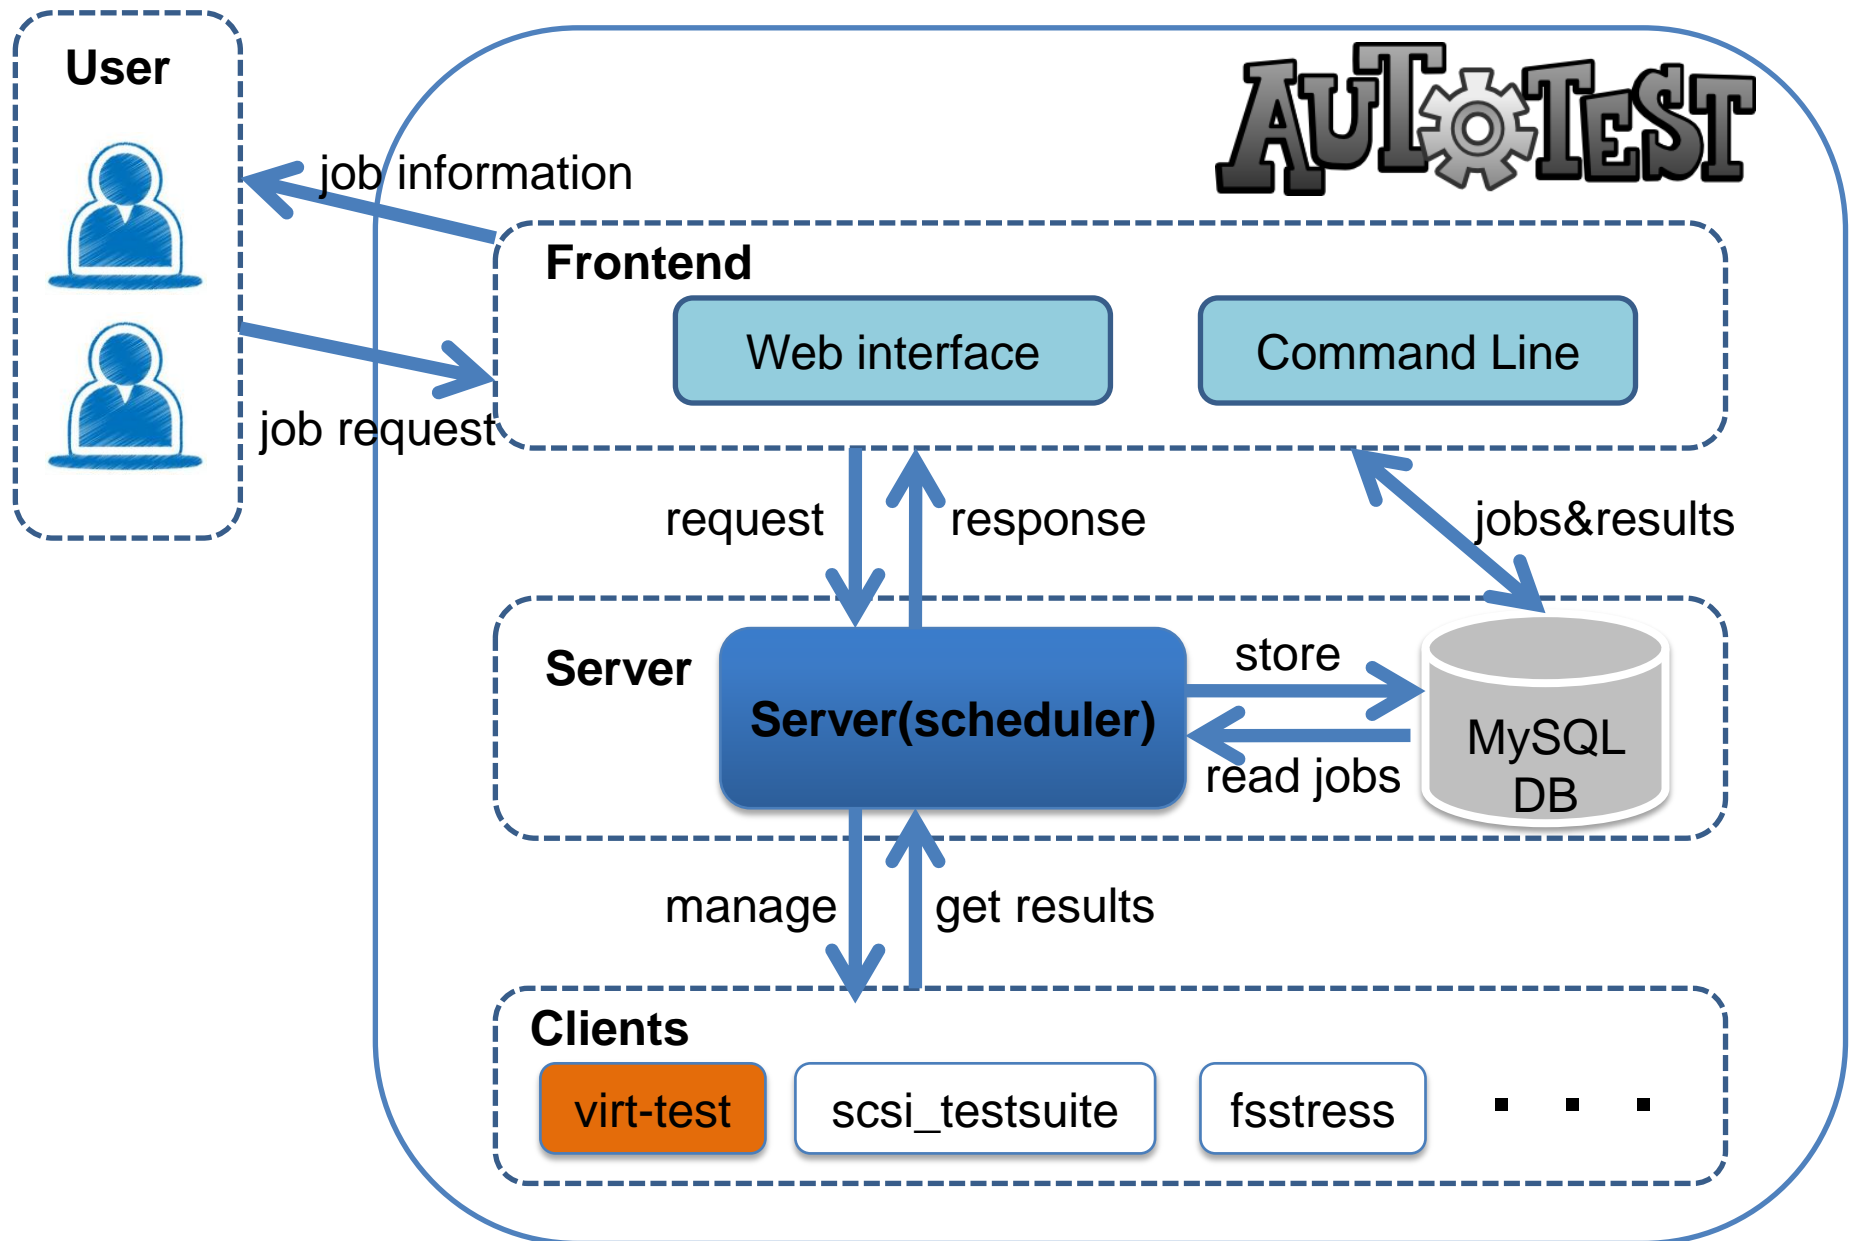 User
AUTOTEST
job information
Frontend
Web interface
Command Line
job request
request
response
jobs&results
Server
Server(scheduler)
store
read jobs
MySQL
DB
manage
get results
Clients
virt-test
scsi_testsuite
fsstress
. . .